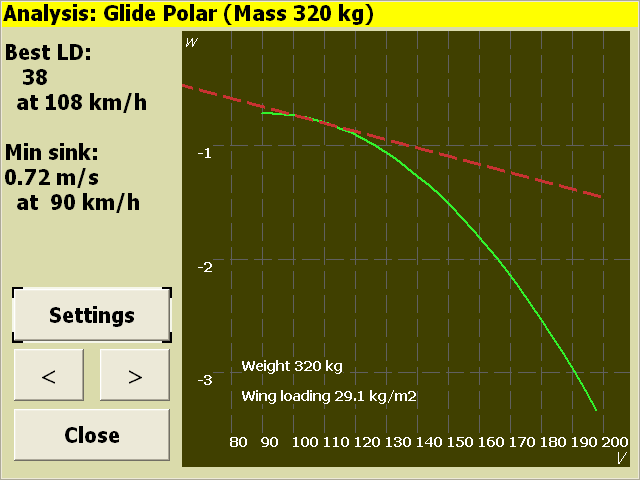 Analysis: Glide Polar (Mass 320 kg)
Best LD:
38
at 108 km/h
Min sink:
0.72 m/s
at 90 km/h
Settings
< >
Close
W
-1
-2
-3
Weight 320 kg
Wing loading 29.1 kg/m2
80 90 100 110 120 130 140 150 160 170 180 190 200
V